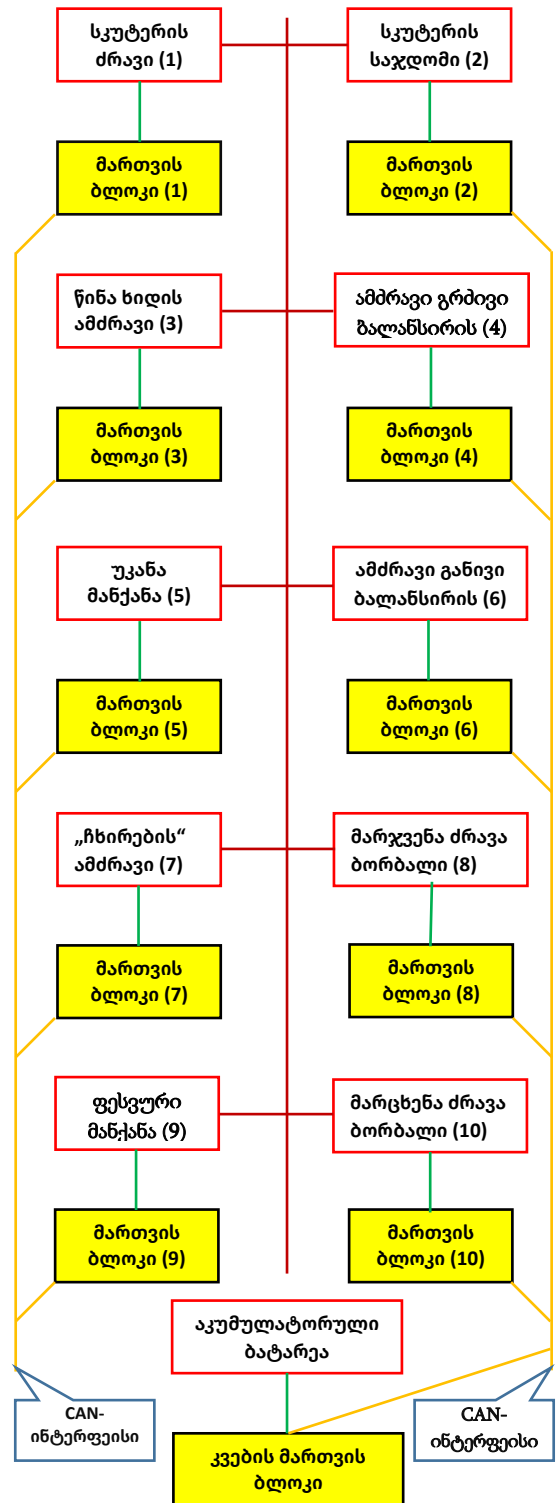 სკუტერის
ძრავი (1)
სკუტერის
საჯდომი (2)
მართვის
ბლოკი (1)
მართვის
ბლოკი (2)
წინა ხიდის
ამძრავი (3)
ამპრავი გრძივი
ბალანსირის (4)
მართვის
ბლოკი (3)
მართვის
ბლოკი (4)
უკანა
მანქანა (5)
ამძრავი განივი
ბალანსირის (6)
მართვის
ბლოკი (5)
მართვის
ბლოკი (6)
„ჩხირების“
ამძრავი (7)
მარჯვენა ძრავა
ბორბალი (8)
მართვის
ბლოკი (7)
მართვის
ბლოკი (8)
ფესვური
მანქანა (9)
მარცხენა ძრავა
ბორბალი (10)
მართვის
ბლოკი (9)
მართვის
ბლოკი (10)
აკუმულატორული
ბატარეა
CAN-
ინტერფეისი
CAN-
ინტერფეისი
კვების მართვის
ბლოკი